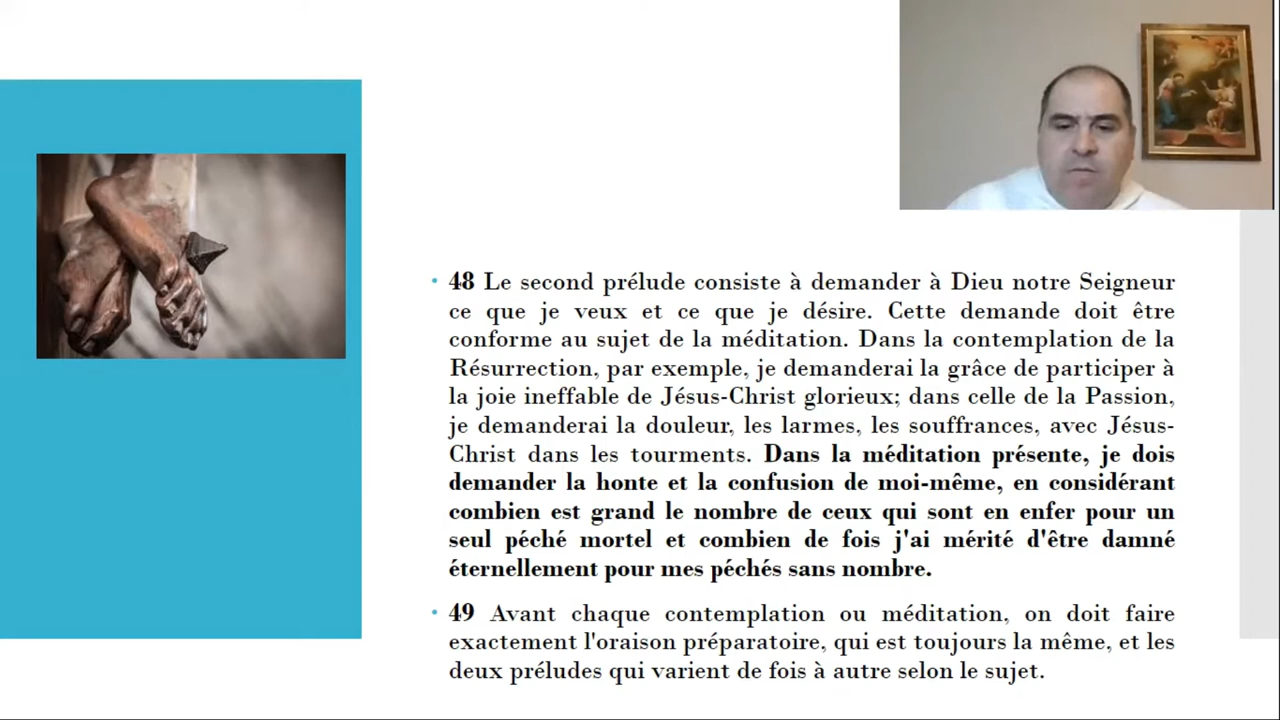 • 48 Le second prélude consiste à demander à Dieu notre Seigneur
ce que je veux et ce que je désire. Cette demande doit être
conforme au sujet de la méditation. Dans la contemplation de la
Résurrection, par exemple, je demanderai la grâce de participer à
la joie ineffable de Jésus-Christ glorieux; dans celle de la Passion,
je demanderai la douleur, les larmes, les souffrances, avec Jésus-
Christ dans les tourments. Dans la méditation présente, je dois
demander la honte et la confusion de moi-même, en considérant
combien est grand le nombre de ceux qui sont en enfer pour un
seul péché mortel et combien de fois j'ai mérité d'être damné
éternellement pour mes péchés sans nombre.
• 49 Avant chaque contemplation ou méditation, on doit faire
exactement l'oraison préparatoire, qui est toujours la même, et les
deux préludes qui varient de fois à autre selon le sujet.